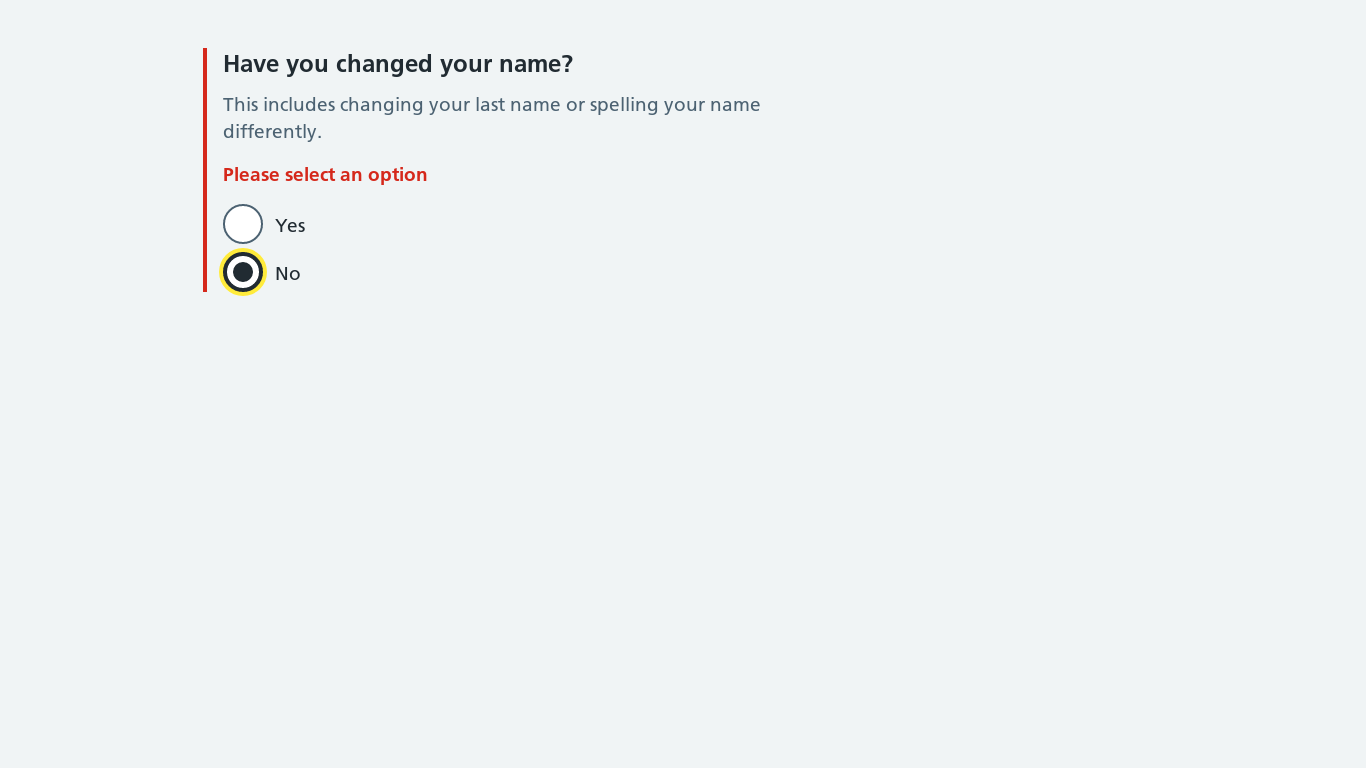 Have you changed your name?
This includes changing your last name or spelling your name
differently.
Please select an option
Yes
No